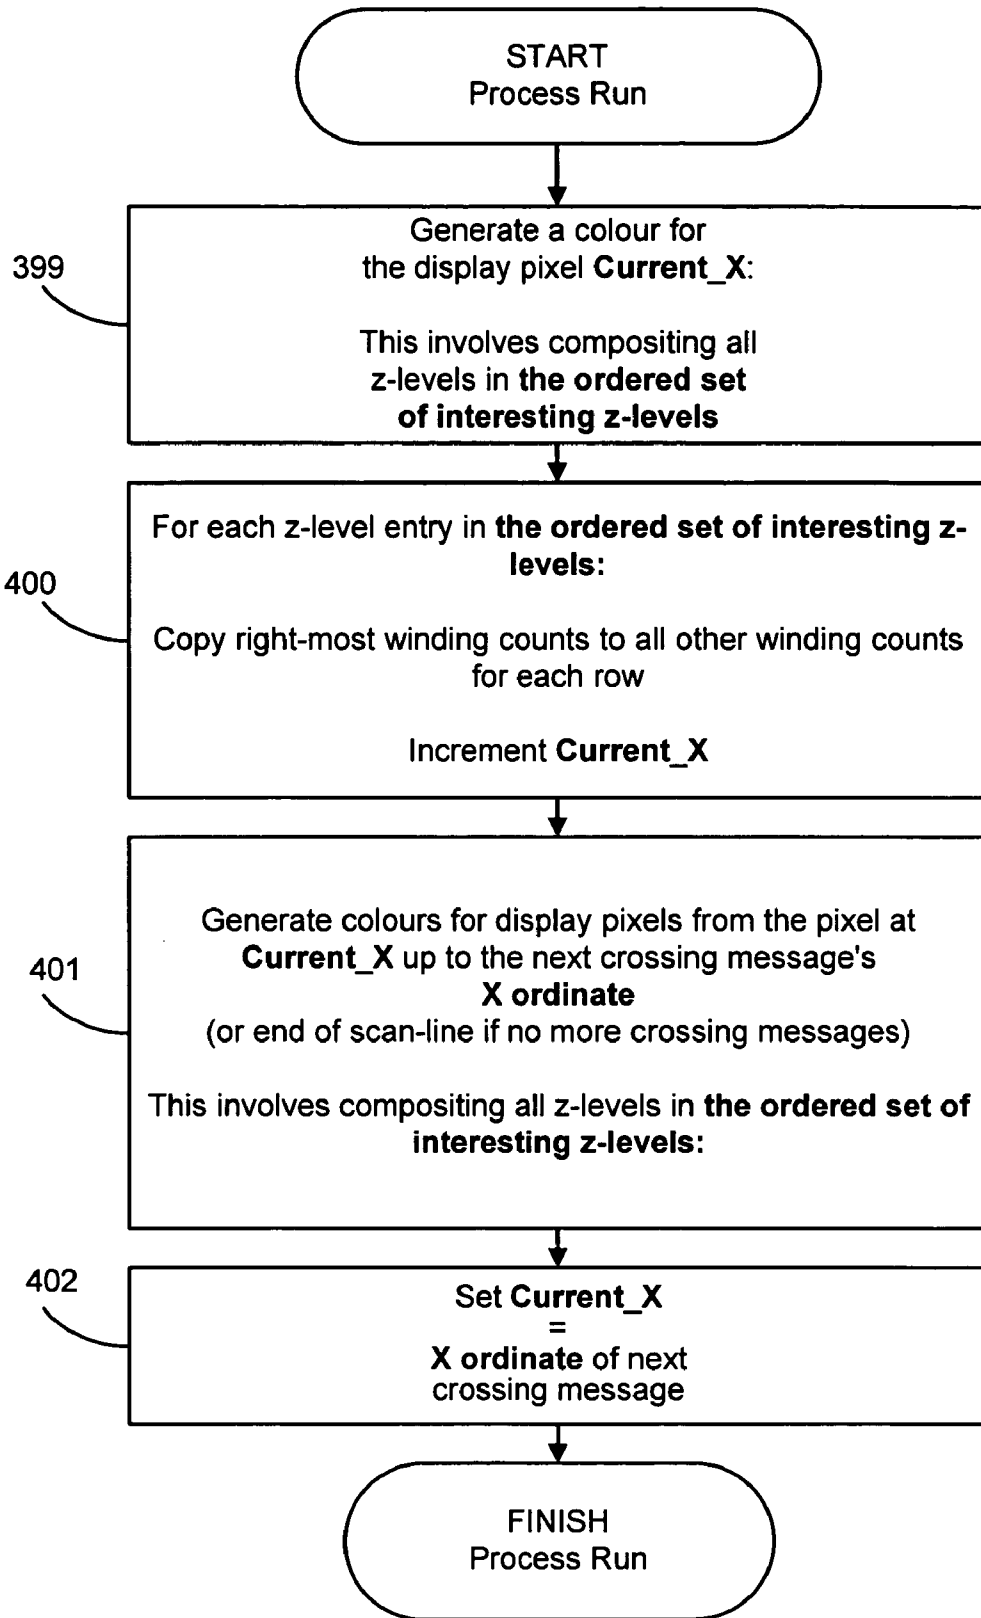 START
Process Run
399
Generate a colour for
the display pixel Current_X:
This involves compositing all
z-levels in the ordered set
of interesting z-levels
400
For each z-level entry in the ordered set of interesting z-
levels:
Copy right-most winding counts to all other winding counts
for each row
Increment Current_X
401
Generate colours for display pixels from the pixel at
Current_X up to the next crossing message's
X ordinate
(or end of scan-line if no more crossing messages)
This involves compositing all z-levels in the ordered set of
interesting z-levels:
402
Set Current_X
=
X ordinate of next
crossing message
FINISH
Process Run